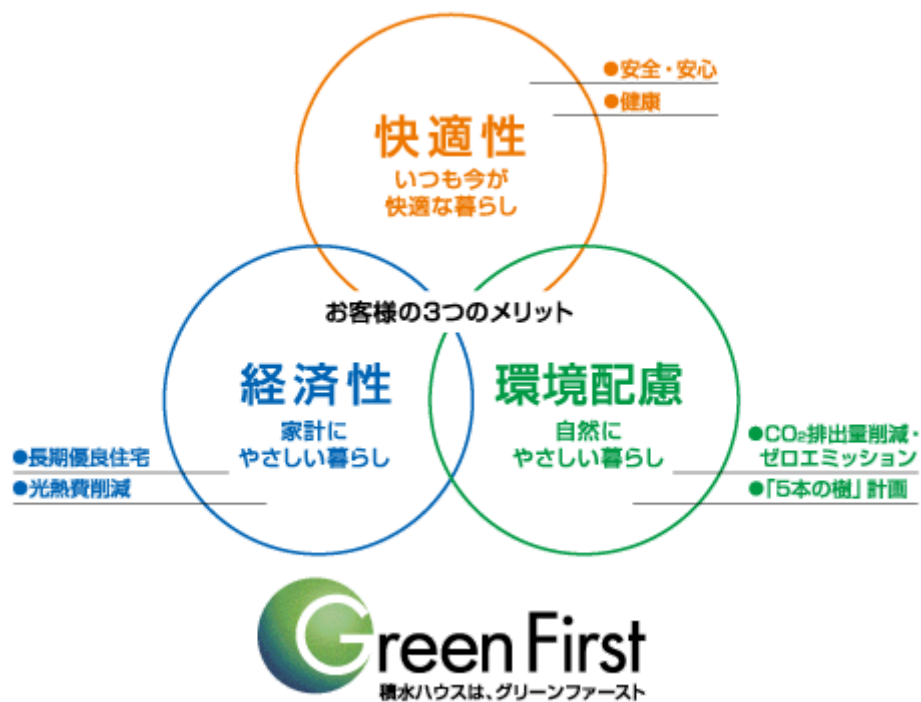 ●安全・安心
●健康
快適性
いつも今が
快適な暮らし
お客様の3つのメリット
経済性
家計に
やさしい暮らし
●長期優良住宅
●光熱費削減
環境配慮
自然に
やさしい暮らし
●CO₂排出量削減・
ゼロエミッション
●「5本の樹」計画
Green First
積水ハウスは、グリーンファースト